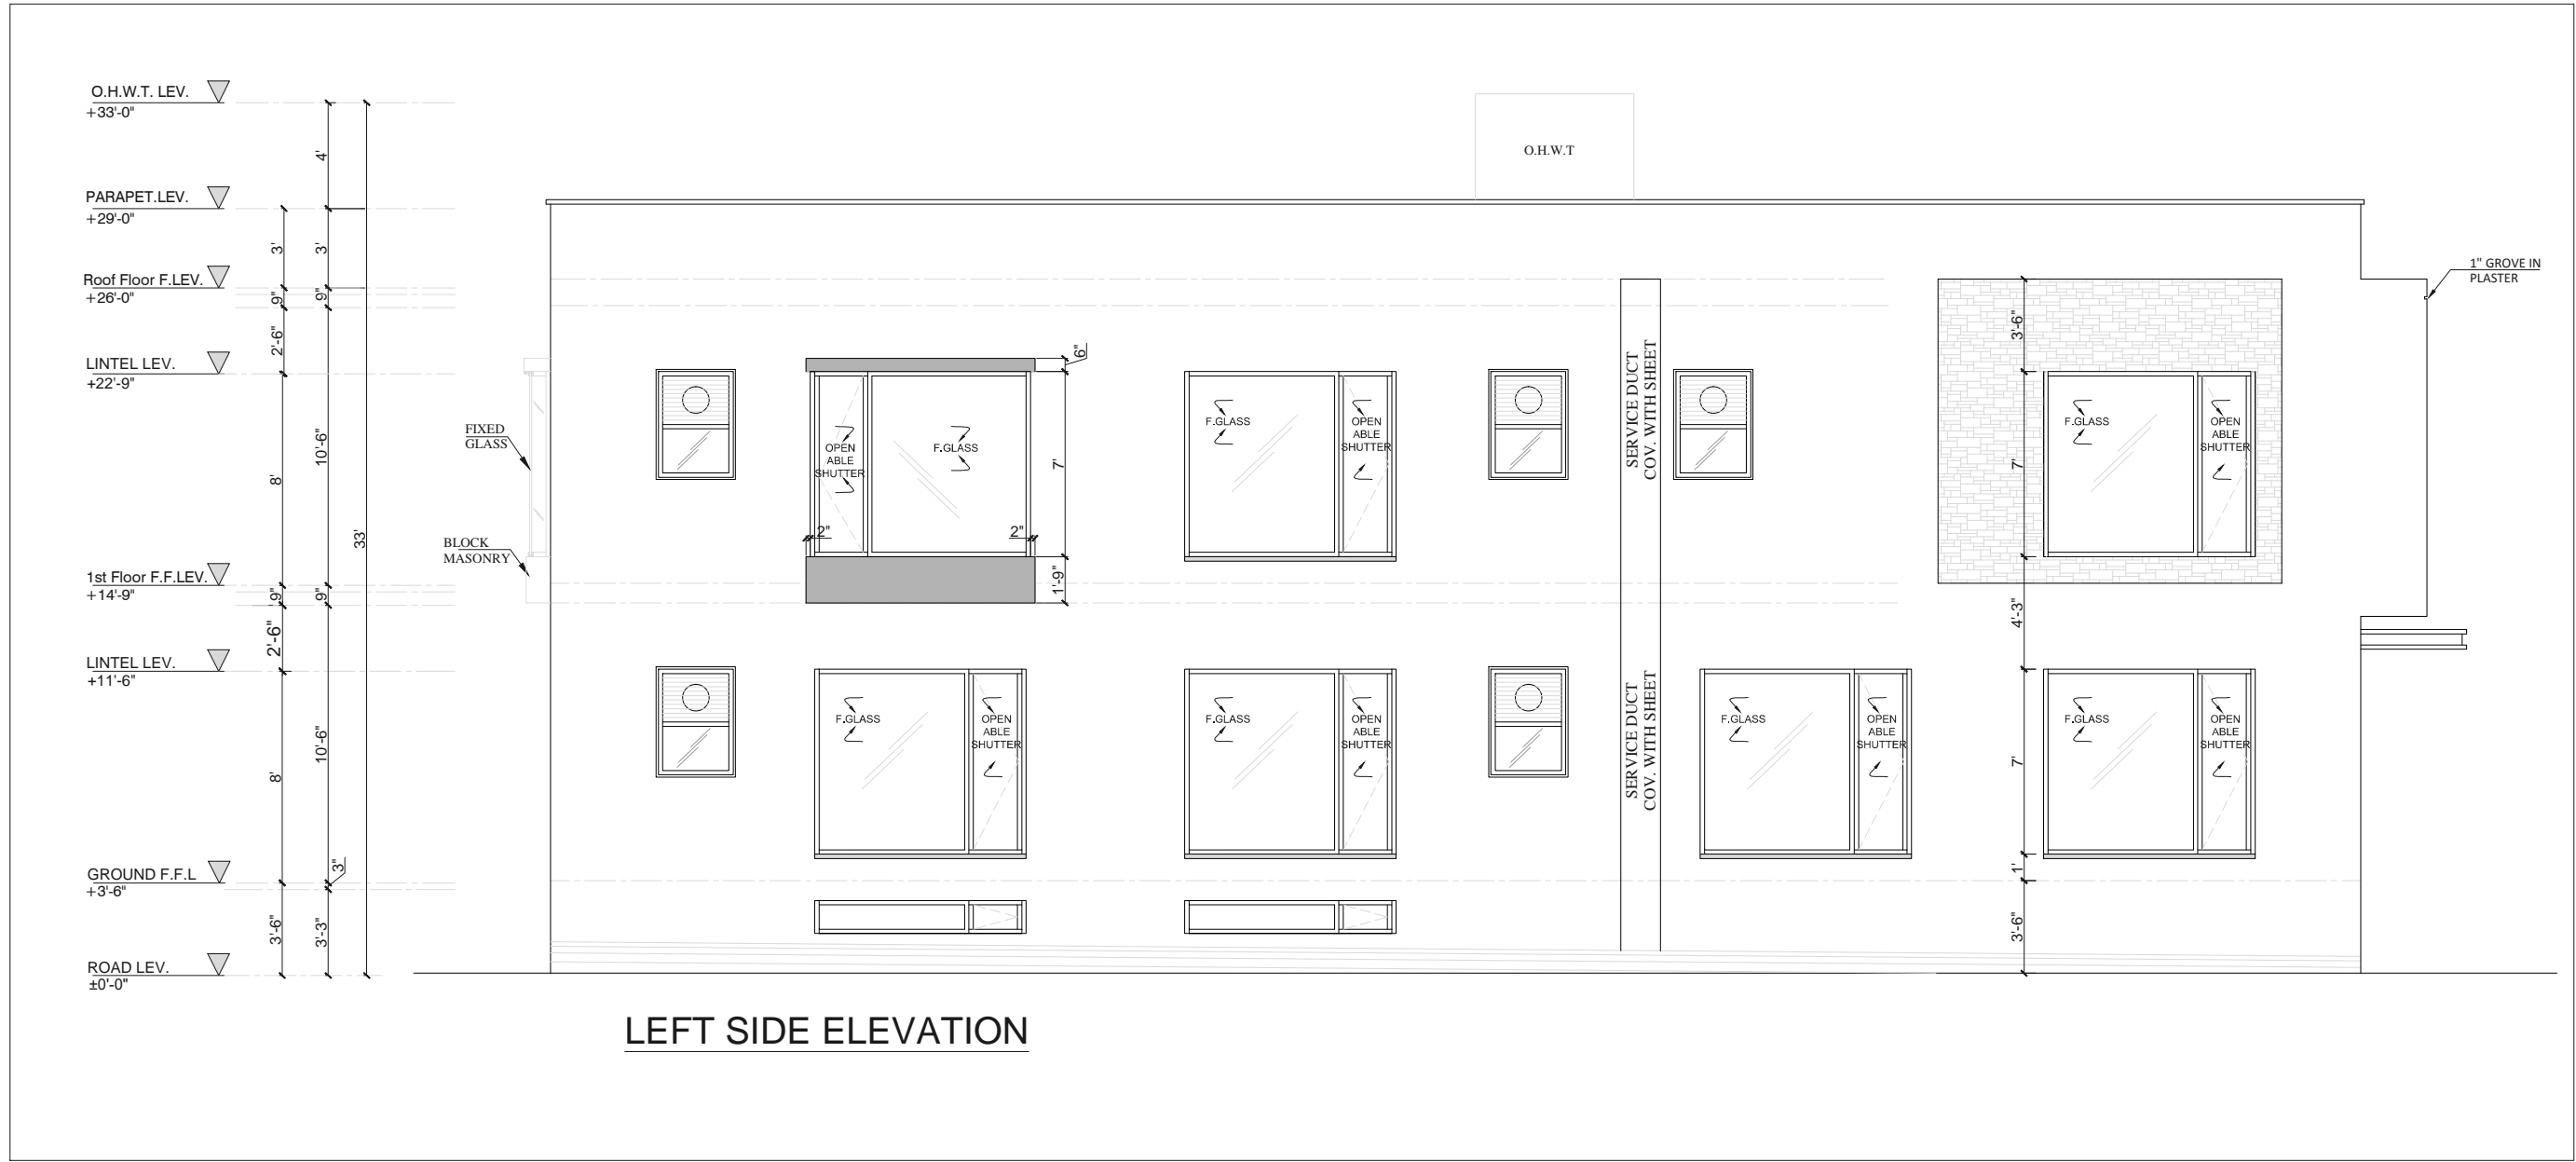 O.H.W.T. LEV.
+33'-0"
PARAPET.LEV.
+29'-0"
Roof Floor F.LEV.
+26'-0"
LINTEL LEV.
+22'-9"
1st Floor F.F.LEV.
+14'-9"
LINTEL LEV.
+11'-6"
GROUND F.F.L
+3'-6"
ROAD LEV.
±0'-0"
3'
9"
2'-6"
8'
9"
2'-6"
8'
3'-6"
4'
3'
9"
10'-6"
9"
10'-6"
3"
3'-3"
33'
FIXED
GLASS
BLOCK
MASONRY
O.H.W.T
1" GROVE IN
PLASTER
OPEN
ABLE
SHUTTER
F.GLASS
2"
2"
6"
7'
1'-9"
F.GLASS
OPEN
ABLE
SHUTTER
SERVICE DUCT
COV. WITH SHEET
F.GLASS
OPEN
ABLE
SHUTTER
3'-6"
7'
4'-3"
7'
1'
3'-6"
F.GLASS
OPEN
ABLE
SHUTTER
F.GLASS
OPEN
ABLE
SHUTTER
SERVICE DUCT
COV. WITH SHEET
F.GLASS
OPEN
ABLE
SHUTTER
F.GLASS
OPEN
ABLE
SHUTTER
LEFT SIDE ELEVATION